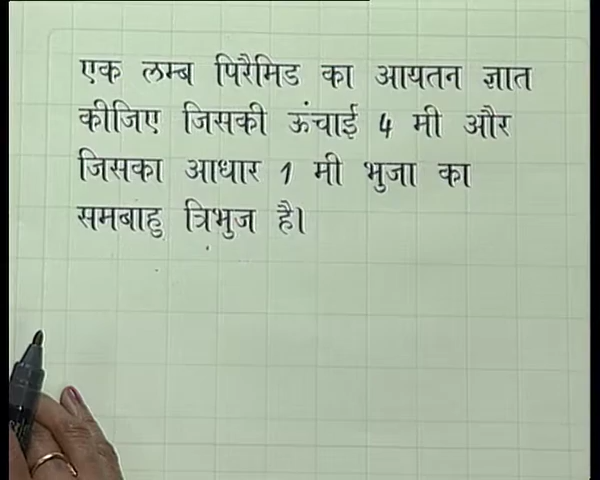 एक लम्ब पिरैमिड का आयतन ज्ञात
कीजिए जिसकी ऊंचाई 4 मी और
जिसका आधार 1 मी भुजा का
समबाहु त्रिभुज है।